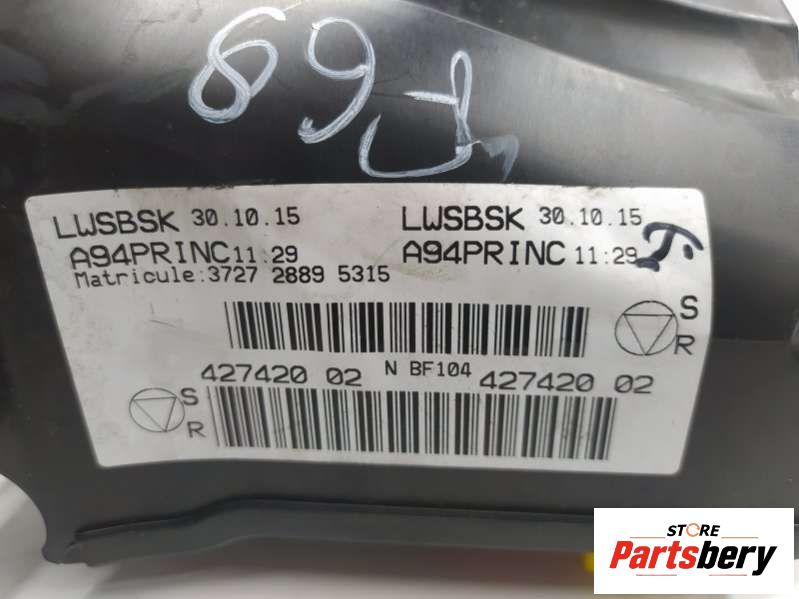 LWSBSK 30.10.15 LWSBSK 30.10.15
A94PRINC 11:29 A94PRINC 11:29
Matricule:3727 2889 5315
S
R
427420 02 N BF104 427420 02
S
R
STORE
Partsbery